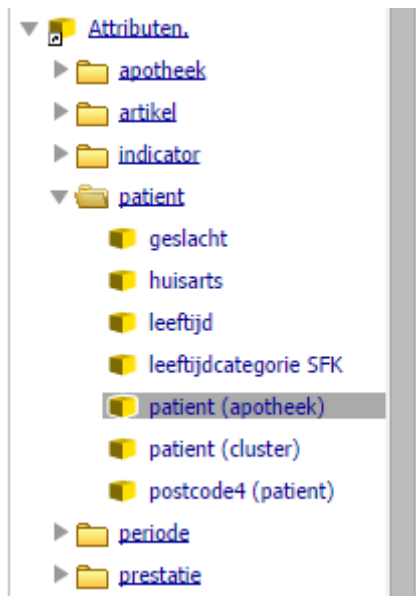 Attributen.
apotheek
artikel
indicator
patient
geslacht
huisarts
leeftijd
leeftijdcategorie SFK
patient (apotheek)
patient (cluster)
postcode4 (patient)
periode
prestatie